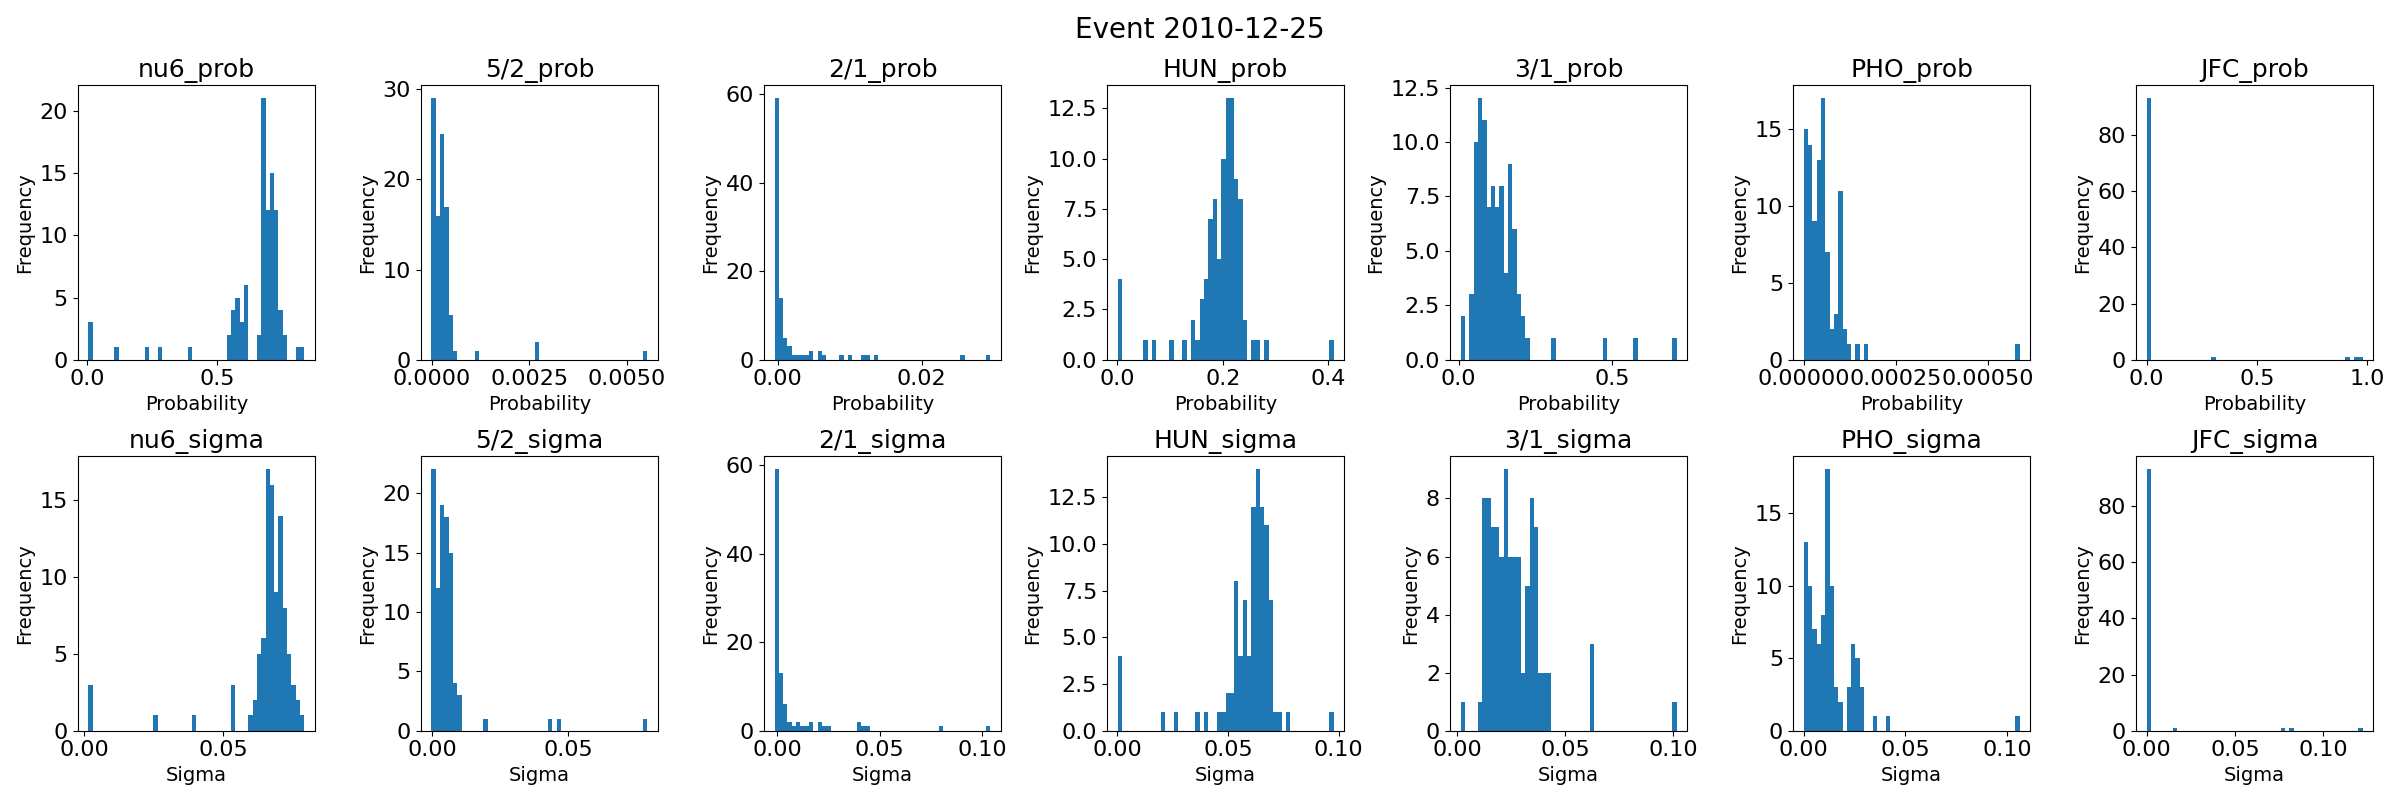 Event 2010-12-25
nu6_prob 5/2_prob 2/1_prob HUN_prob 3/1_prob PHO_prob JFC_prob
Frequency
20
15
10
5
0
0.0 0.5
Probability
Frequency
30
20
10
0
0.0000 0.0025 0.0050
Probability
Frequency
60
40
20
0
0.00 0.02
Probability
Frequency
12.5
10.0
7.5
5.0
2.5
0.0
0.0 0.2 0.4
Probability
Frequency
12.5
10.0
7.5
5.0
2.5
0.0
0.0 0.5
Probability
Frequency
15
10
5
0
0.00000 0.00025 0.00050
Probability
Frequency
80
60
40
20
0
0.0 0.5 1.0
Probability
nu6_sigma 5/2_sigma 2/1_sigma HUN_sigma 3/1_sigma PHO_sigma JFC_sigma
Frequency
15
10
5
0
0.00 0.05
Sigma
Frequency
20
15
10
5
0
0.00 0.05
Sigma
Frequency
60
40
20
0
0.00 0.05 0.10
Sigma
Frequency
12.5
10.0
7.5
5.0
2.5
0.0
0.00 0.05 0.10
Sigma
Frequency
8
6
4
2
0
0.00 0.05 0.10
Sigma
Frequency
15
10
5
0
0.00 0.05 0.10
Sigma
Frequency
80
60
40
20
0
0.00 0.05 0.10
Sigma